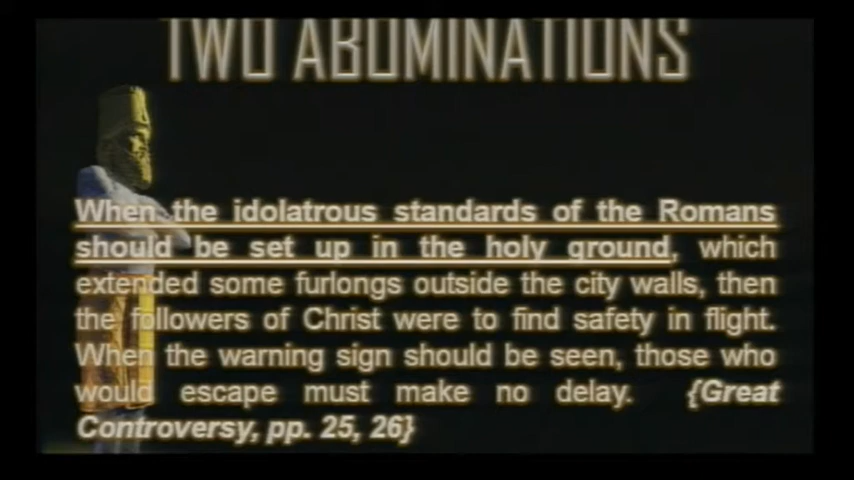 TWO ABOMINATIONS
When the idolatrous standards of the Romans
should be set up in the holy ground, which
extended some furlongs outside the city walls, then
the followers of Christ were to find safety in flight.
When the warning sign should be seen, those who
would escape must make no delay. {Great
Controversy, pp. 25, 26}